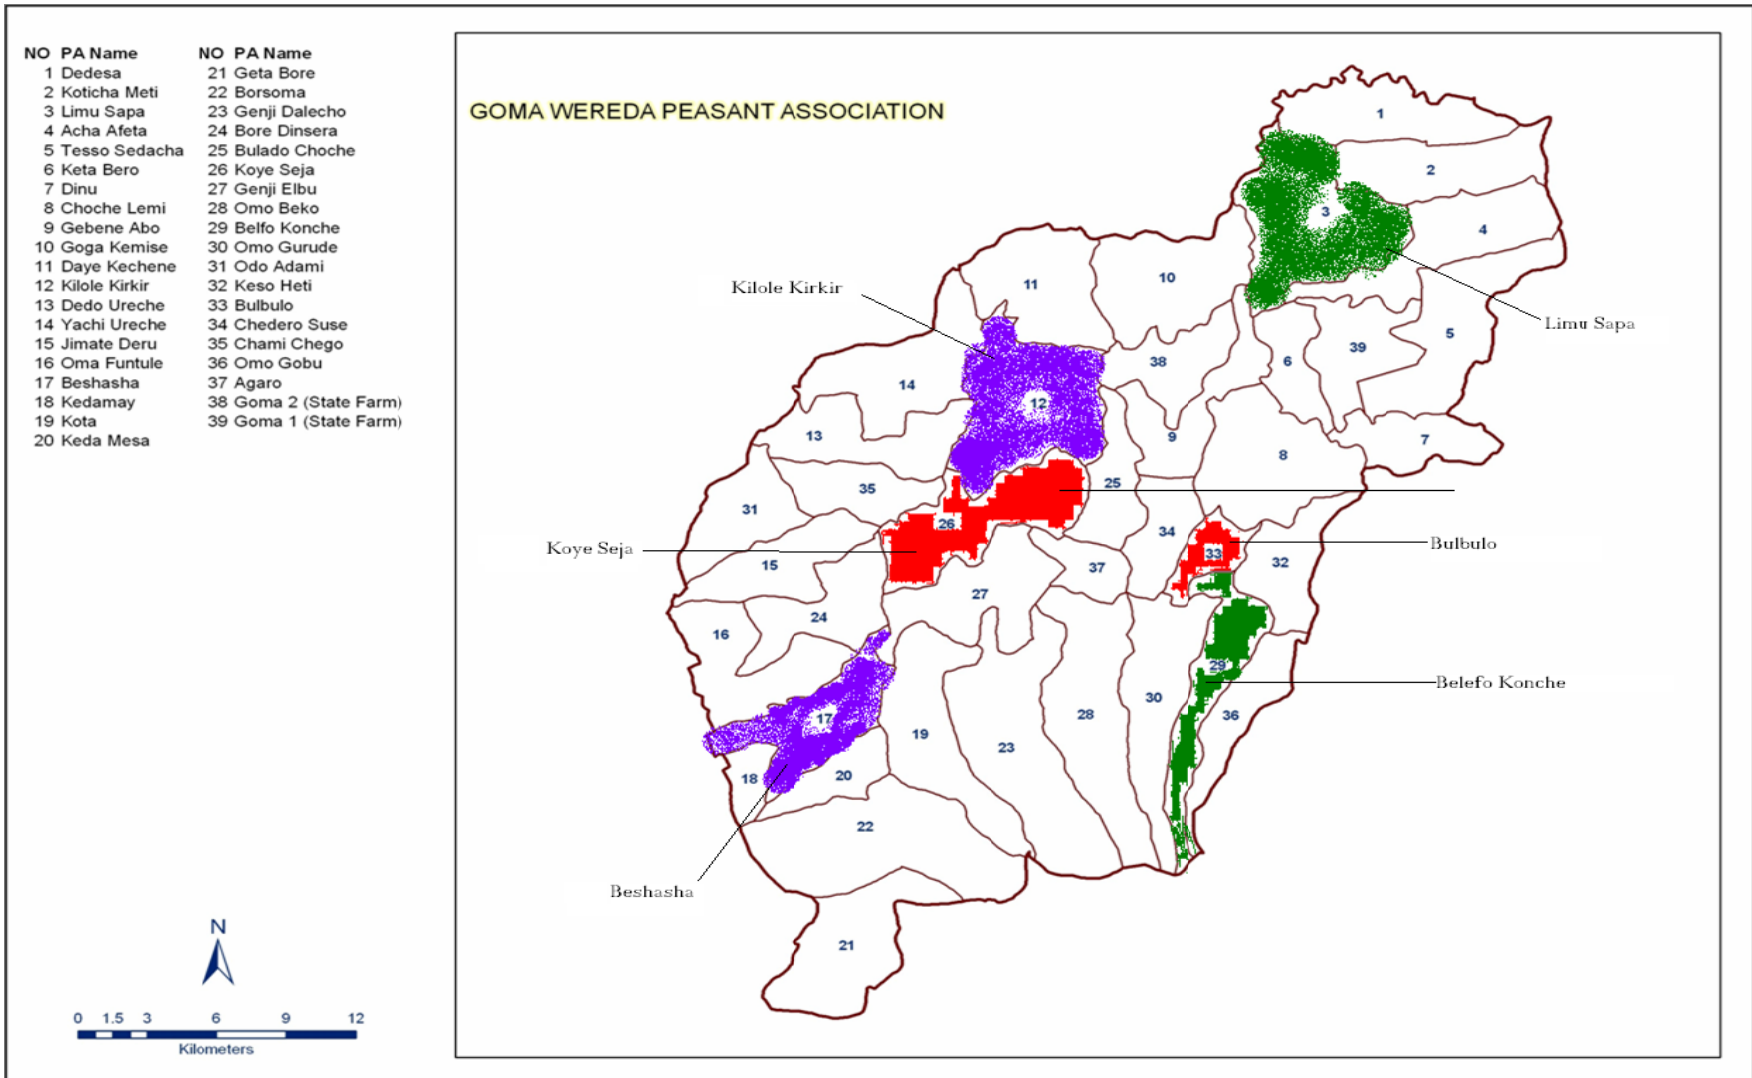 NO PA Name NO PA Name
1 Dedesa 21 Geta Bore
2 Koticha Meti 22 Borsoma
3 Limu Sapa 23 Genji Dalecho
4 Acha Afeta 24 Bore Dinsera
5 Tesso Sedacha 25 Bulado Choche
6 Keta Bero 26 Koye Seja
7 Dinu 27 Genji Elbu
8 Choche Lemi 28 Omo Beko
9 Gebene Abo 29 Belfo Konche
10 Goga Kemise 30 Omo Gurude
11 Daye Kechene 31 Odo Adami
12 Kilole Kirkir 32 Keso Heti
13 Dedo Ureche 33 Bulbulo
14 Yachi Ureche 34 Chedero Suse
15 Jimate Deru 35 Chami Chego
16 Oma Funtule 36 Omo Gobu
17 Beshasha 37 Agaro
18 Kedamay 38 Goma 2 (State Farm)
19 Kota 39 Goma 1 (State Farm)
20 Keda Mesa
GOMA WEREDA PEASANT ASSOCIATION
1
2
3
4
11
10
Kilole Kirkir
Limu Sapa
5
39
38
6
14
12
13
9
7
8
35
25
31
26
34
Koye Seja
Bulbulo
33
32
15
37
27
24
16
29
Belefo Konche
30
17
28
36
19
23
18
20
22
Beshasha
21
N
0 1.5 3 6 9 12
Kilometers